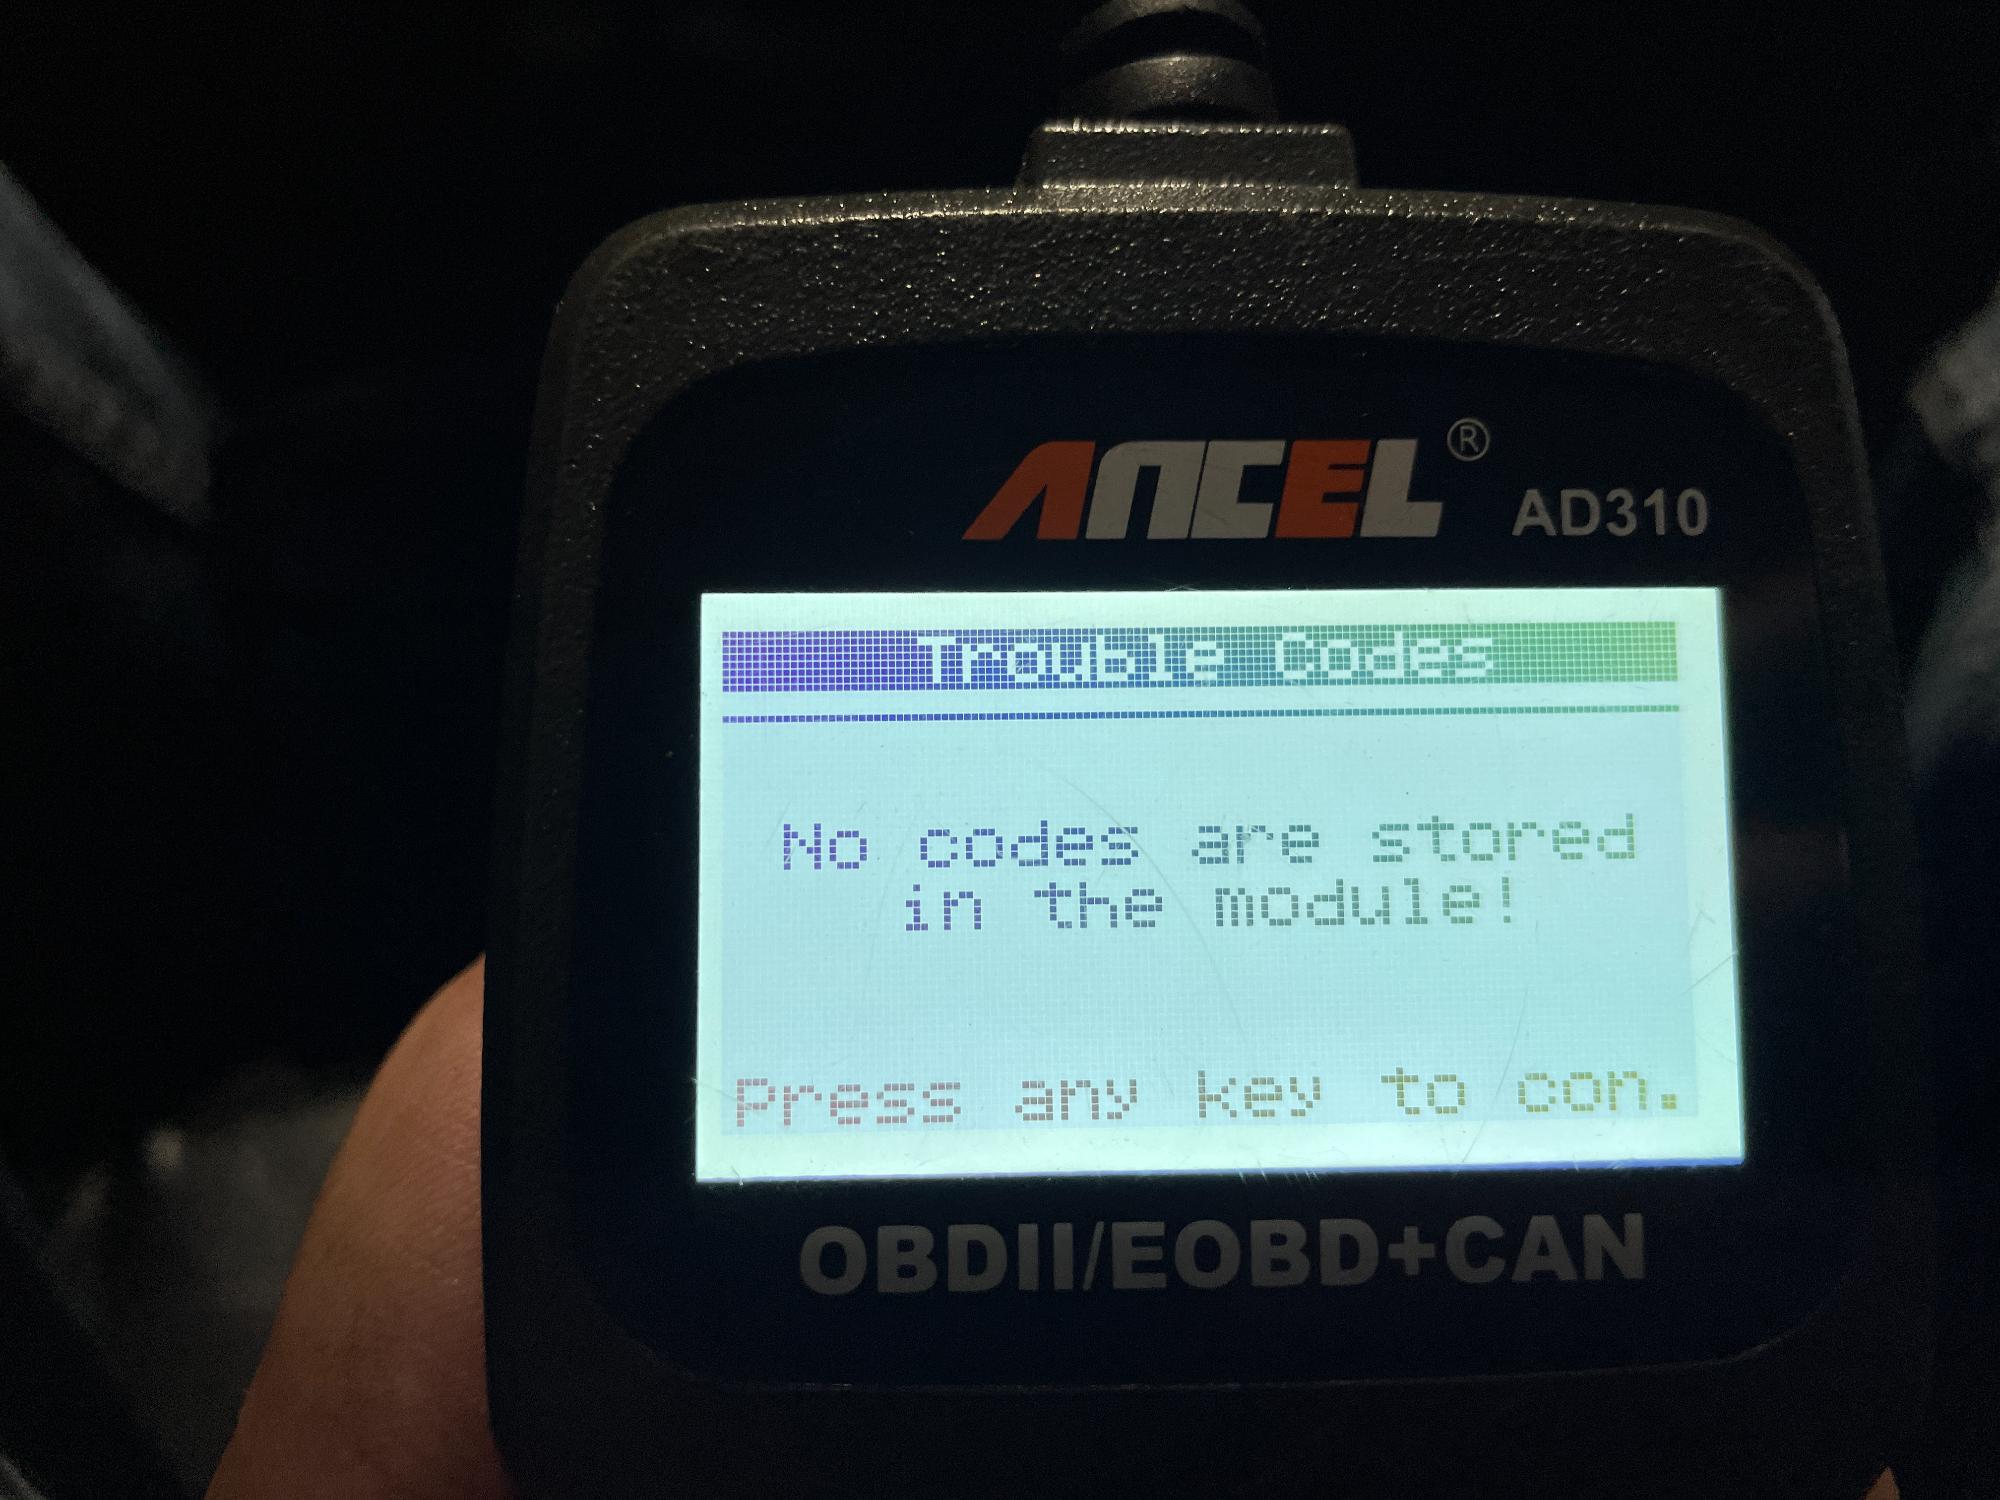 ANCEL® AD310
Trouble Codes
No codes are stored
in the module!
Press any key to con.
OBDII/EOBD+CAN